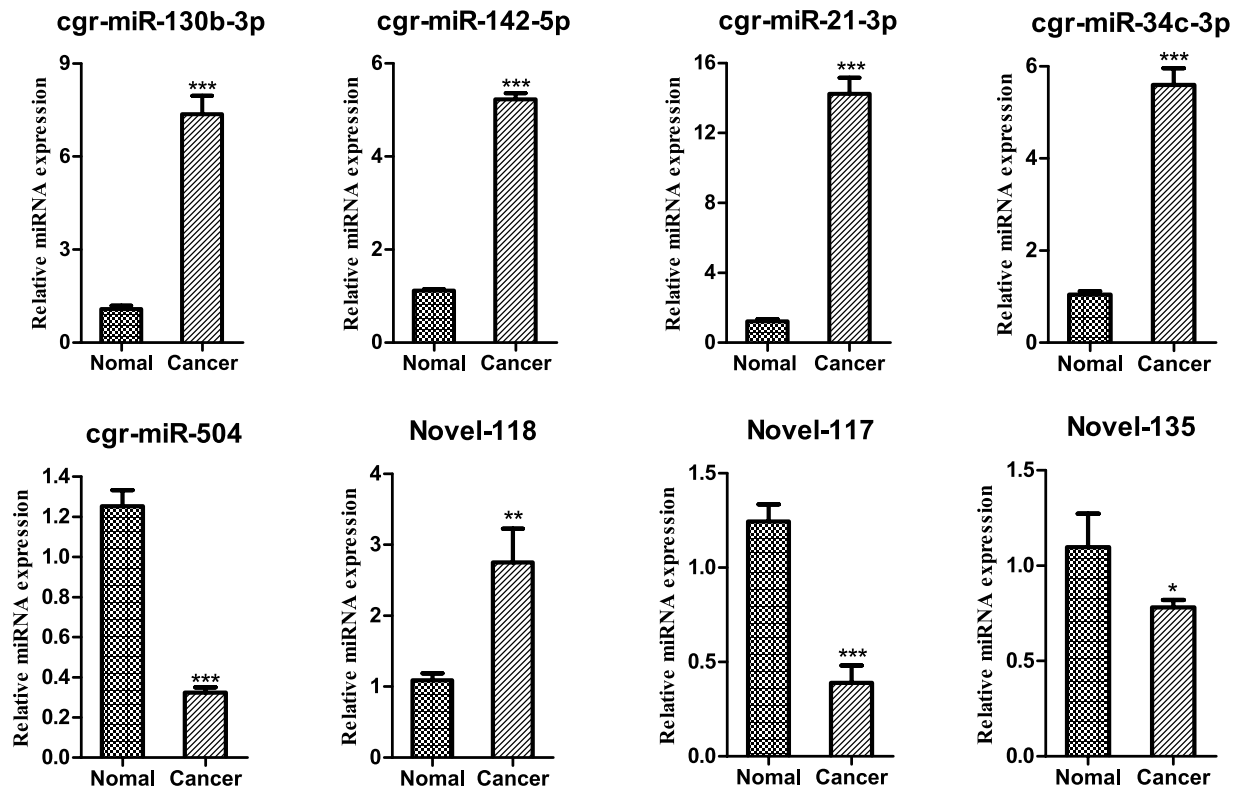 cgr-miR-130b-3p
Relative miRNA expression
9
6
3
0
***
Nomal Cancer
cgr-miR-142-5p
Relative miRNA expression
6
4
2
0
***
Nomal Cancer
cgr-miR-21-3p
Relative miRNA expression
16
12
8
4
0
***
Nomal Cancer
cgr-miR-34c-3p
Relative miRNA expression
6
4
2
0
***
Nomal Cancer
cgr-miR-504
Relative miRNA expression
1.4
1.2
1.0
0.8
0.6
0.4
0.2
0.0
***
Nomal Cancer
Novel-118
Relative miRNA expression
4
3
2
1
0
**
Nomal Cancer
Novel-117
Relative miRNA expression
1.5
1.0
0.5
0.0
***
Nomal Cancer
Novel-135
Relative miRNA expression
1.5
1.0
0.5
0.0
*
Nomal Cancer